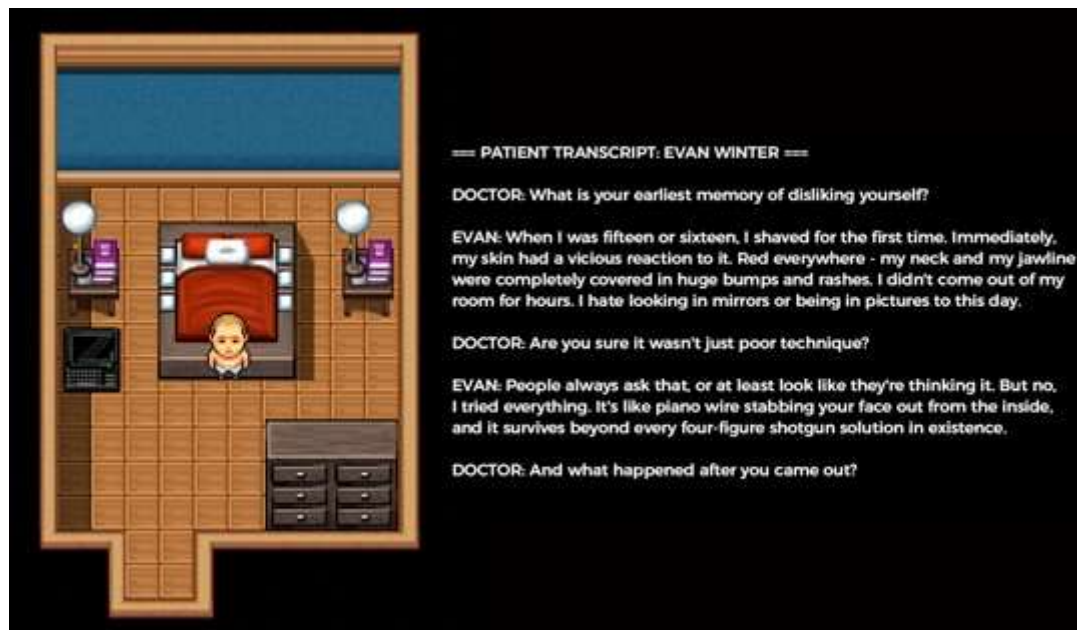 === PATIENT TRANSCRIPT: EVAN WINTER ===
DOCTOR: What is your earliest memory of disliking yourself?
EVAN: When I was fifteen or sixteen, I shaved for the first time. Immediately,
my skin had a vicious reaction to it. Red everywhere - my neck and my jawline
were completely covered in huge bumps and rashes. I didn't come out of my
room for hours. I hate looking in mirrors or being in pictures to this day.
DOCTOR: Are you sure it wasn't just poor technique?
EVAN: People always ask that, or at least look like they're thinking it. But no,
I tried everything. It's like piano wire stabbing your face out from the inside,
and it survives beyond every four-figure shotgun solution in existence.
DOCTOR: And what happened after you came out?